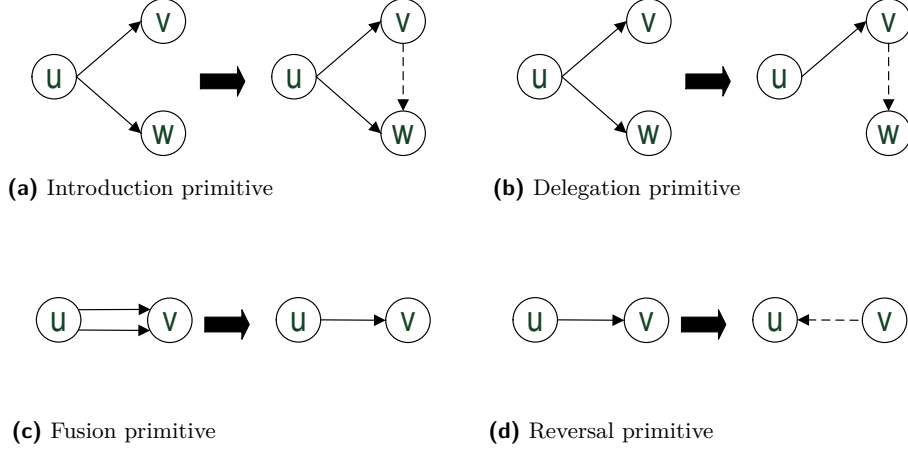 u v w u v w
(a) Introduction primitive
u v w u v w
(b) Delegation primitive
u v u v
(c) Fusion primitive
u v u v
(d) Reversal primitive